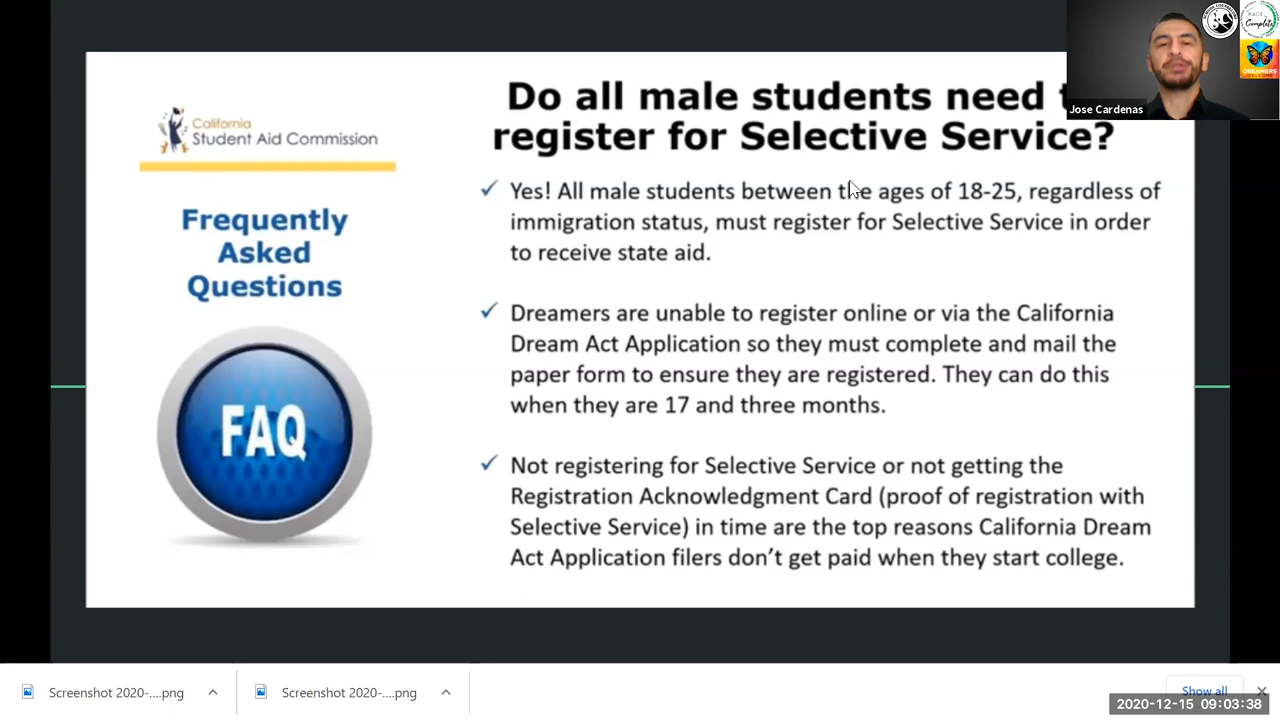 Do all male students need t
register for Selective Service?
California
Student Aid Commission
Frequently
Asked
Questions
FAQ
Yes! All male students between the ages of 18-25, regardless of
immigration status, must register for Selective Service in order
to receive state aid.
Dreamers are unable to register online or via the California
Dream Act Application so they must complete and mail the
paper form to ensure they are registered. They can do this
when they are 17 and three months.
Not registering for Selective Service or not getting the
Registration Acknowledgment Card (proof of registration with
Selective Service) in time are the top reasons California Dream
Act Application filers don't get paid when they start college.
Jose Cardenas
RACE
Complete
DREAMERS
Screenshot 2020-....png
Screenshot 2020-....png
Show all
2020-12-15 09:03:38